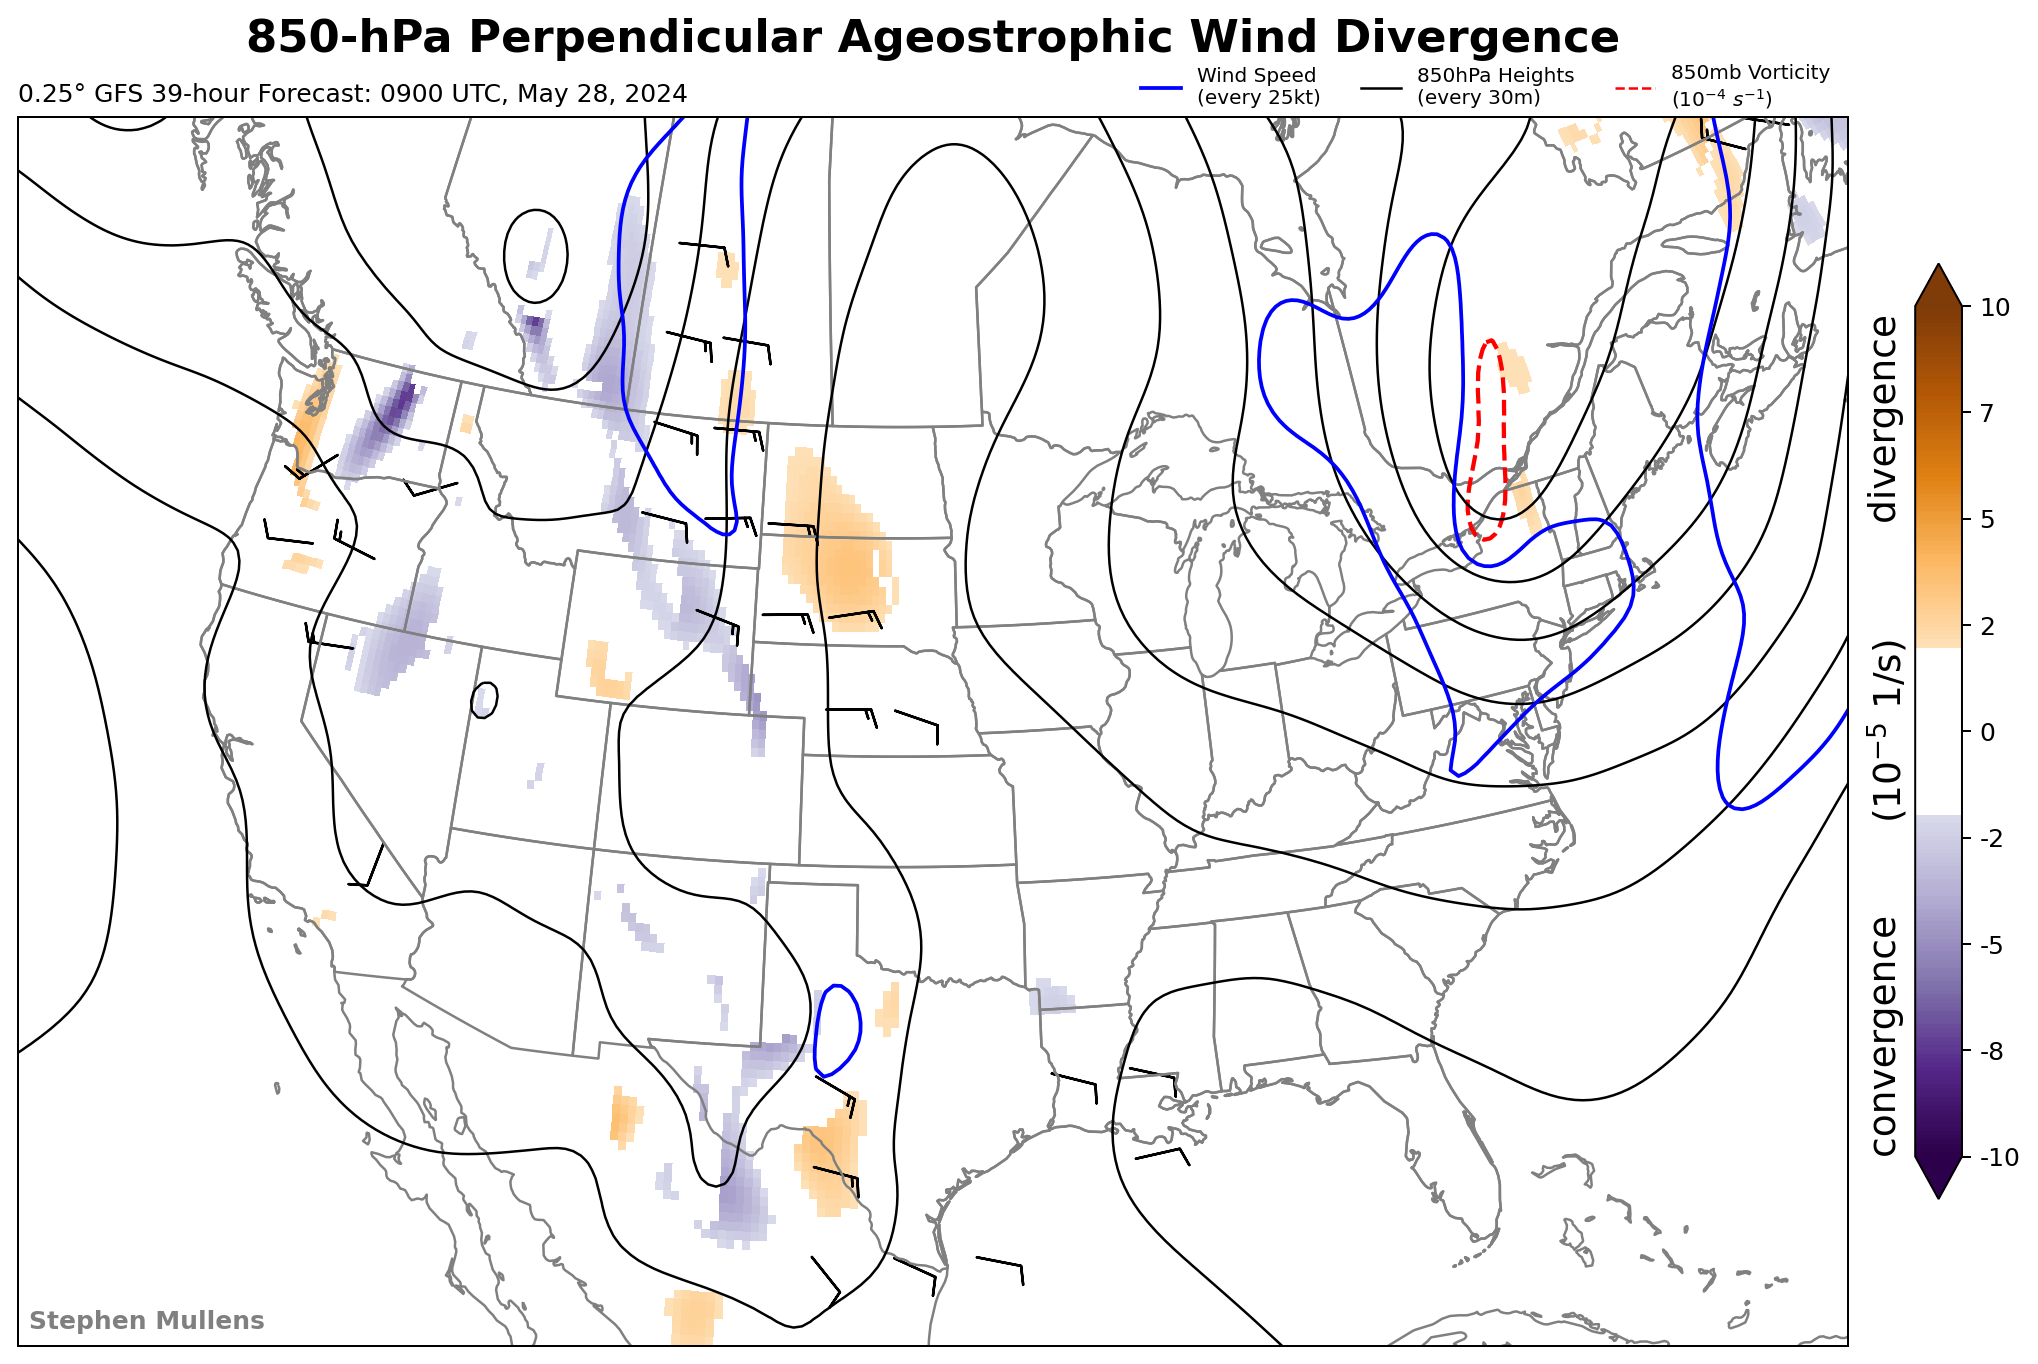 850-hPa Perpendicular Ageostrophic Wind Divergence
0.25° GFS 39-hour Forecast: 0900 UTC, May 28, 2024
Wind Speed
(every 25kt)
850hPa Heights
(every 30m)
850mb Vorticity
(10⁻⁴ s⁻¹)
10
7
5
2
0
-2
-5
-8
-10
convergence (10⁻⁵ 1/s) divergence
Stephen Mullens